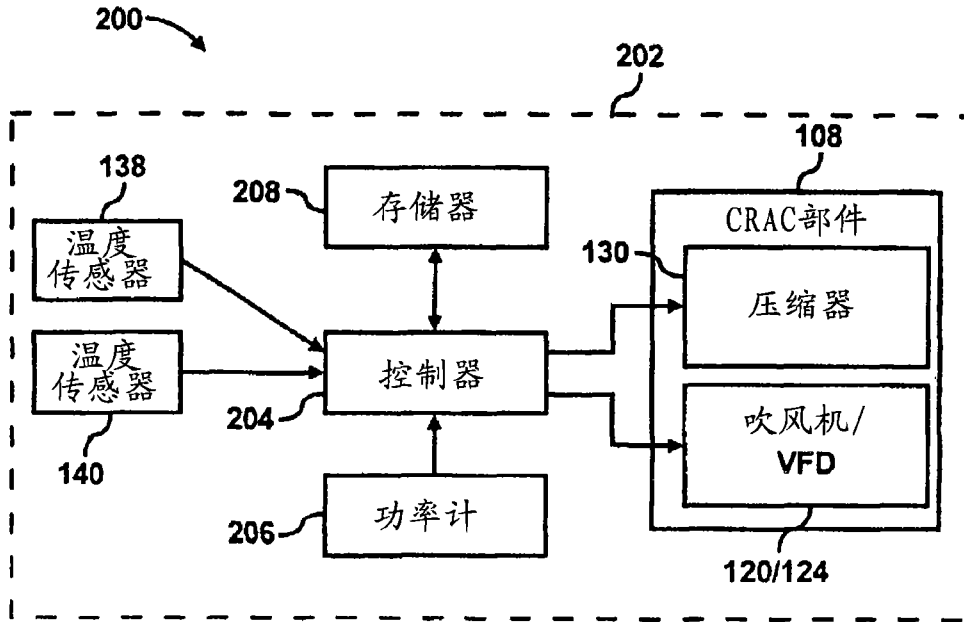 200
202
138
温度
传感器
208
存储器
108
CRAC部件
130
压缩器
温度
传感器
140
控制器
204
吹风机/
VFD
功率计
206
120/124